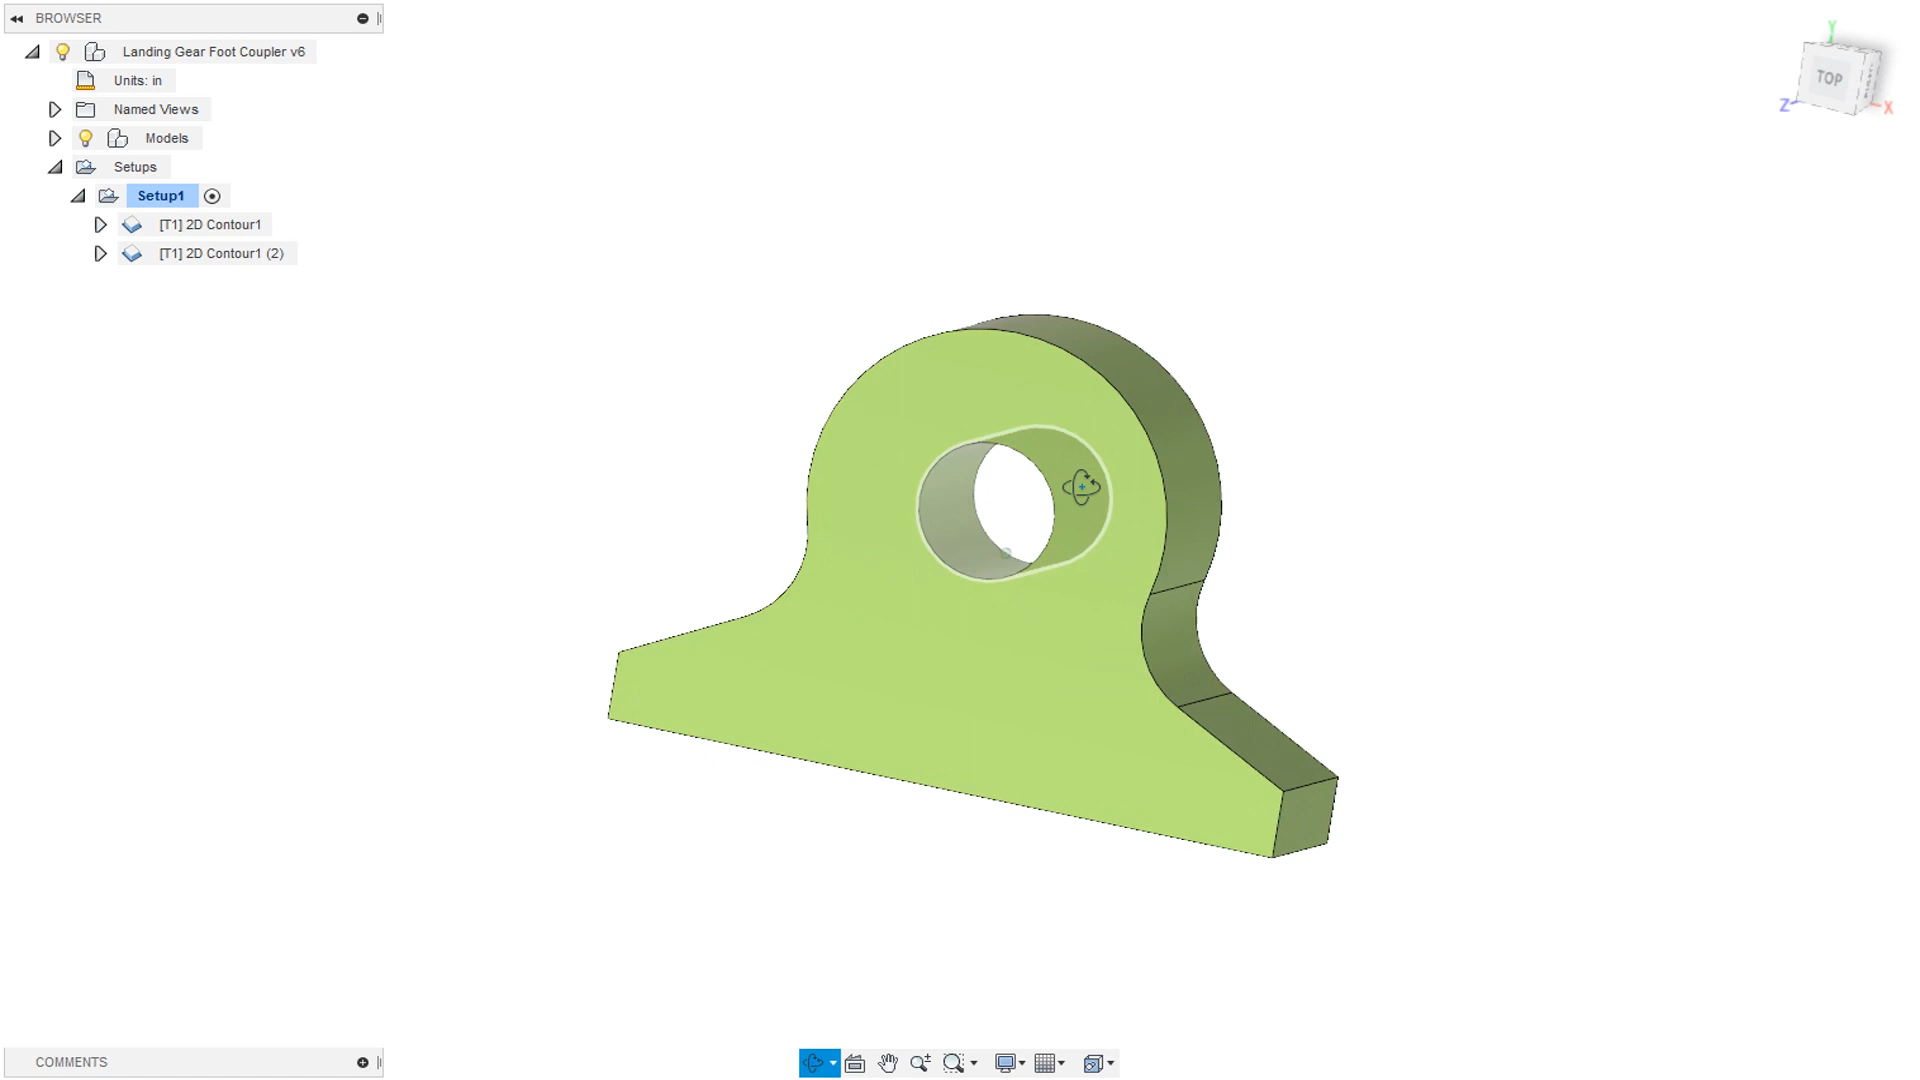 BROWSER
Landing Gear Foot Coupler v6
Units: in
Named Views
Models
Setups
Setup1
[T1] 2D Contour1
[T1] 2D Contour1 (2)
Y
TOP
Z
X
COMMENTS